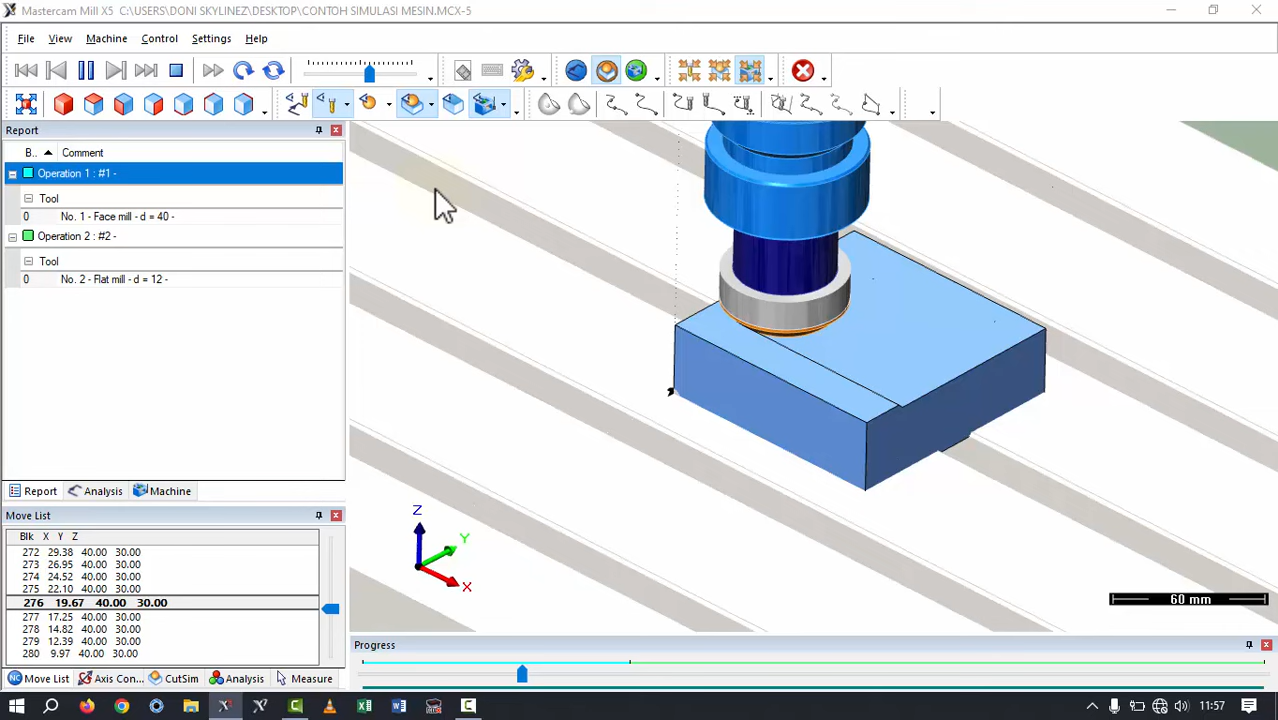 Mastercam Mill X5 C:\USERS\DONI SKYLINEZ\DESKTOP\CONTOH SIMULASI MESIN.MCX-5
File View Machine Control Settings Help
Report
B.. Comment
Operation 1 : #1 -
Tool
0 No. 1 - Face mill - d = 40 -
Operation 2 : #2 -
Tool
0 No. 2 - Flat mill - d = 12 -
Report Analysis Machine
Move List
Blk X Y Z
272 29.38 40.00 30.00
273 26.95 40.00 30.00
274 24.52 40.00 30.00
275 22.10 40.00 30.00
276 19.67 40.00 30.00
277 17.25 40.00 30.00
278 14.82 40.00 30.00
279 12.39 40.00 30.00
280 9.97 40.00 30.00
Move List Axis Con... CutSim Analysis Measure
Z
Y
X
60 mm
Progress
11:57